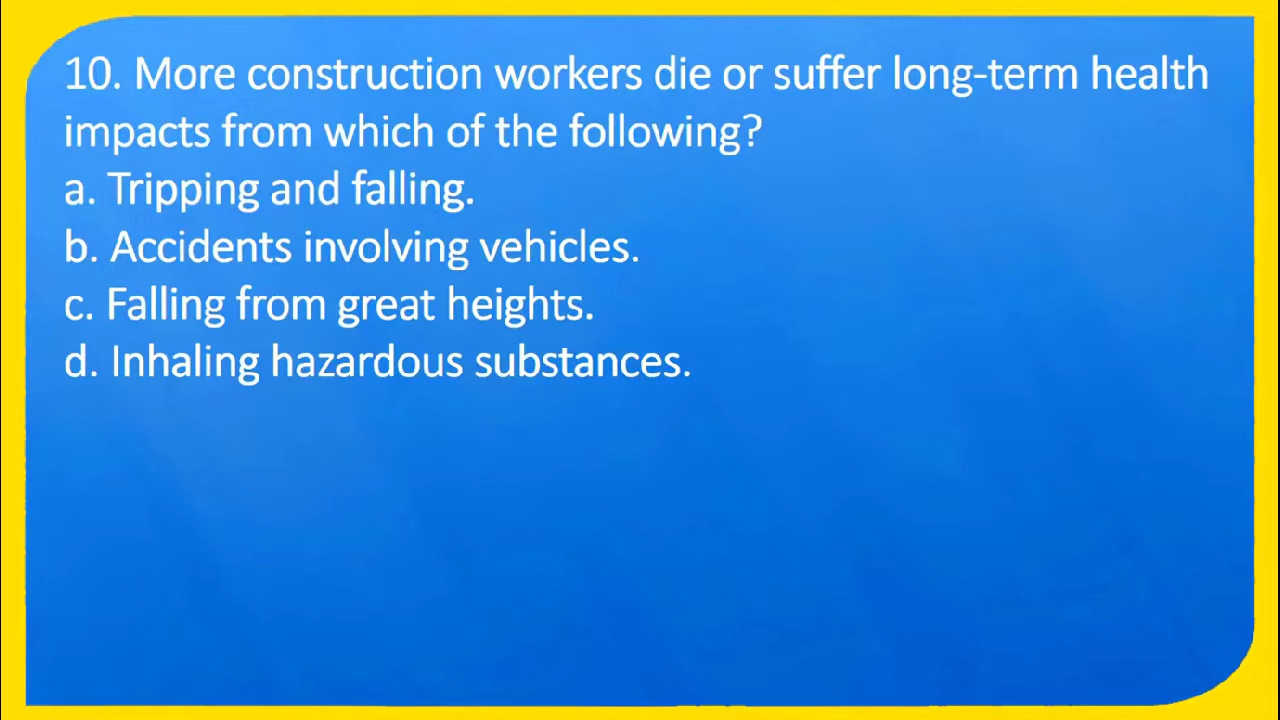 10. More construction workers die or suffer long-term health
impacts from which of the following?
a. Tripping and falling.
b. Accidents involving vehicles.
c. Falling from great heights.
d. Inhaling hazardous substances.